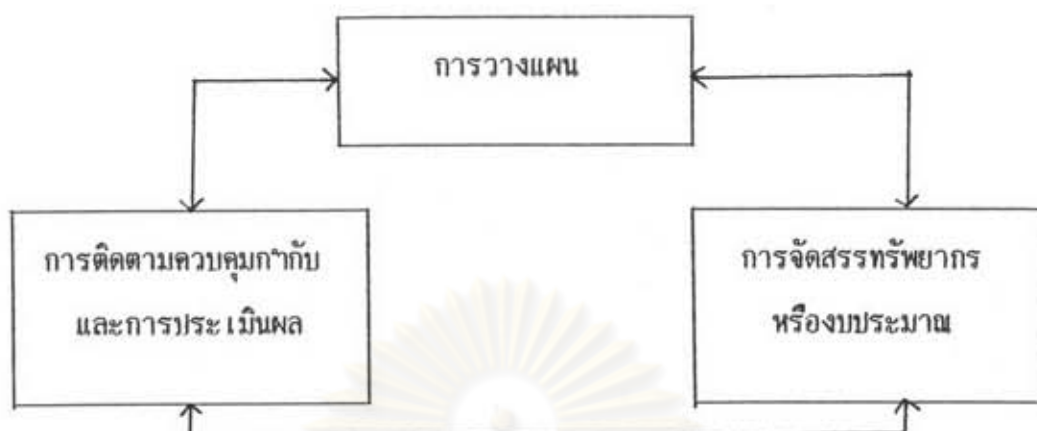 การวางแผน
การติดตามควบคุมกำกับ
และการประเมินผล
การจัดสรรทรัพยากร
หรืองบประมาณ